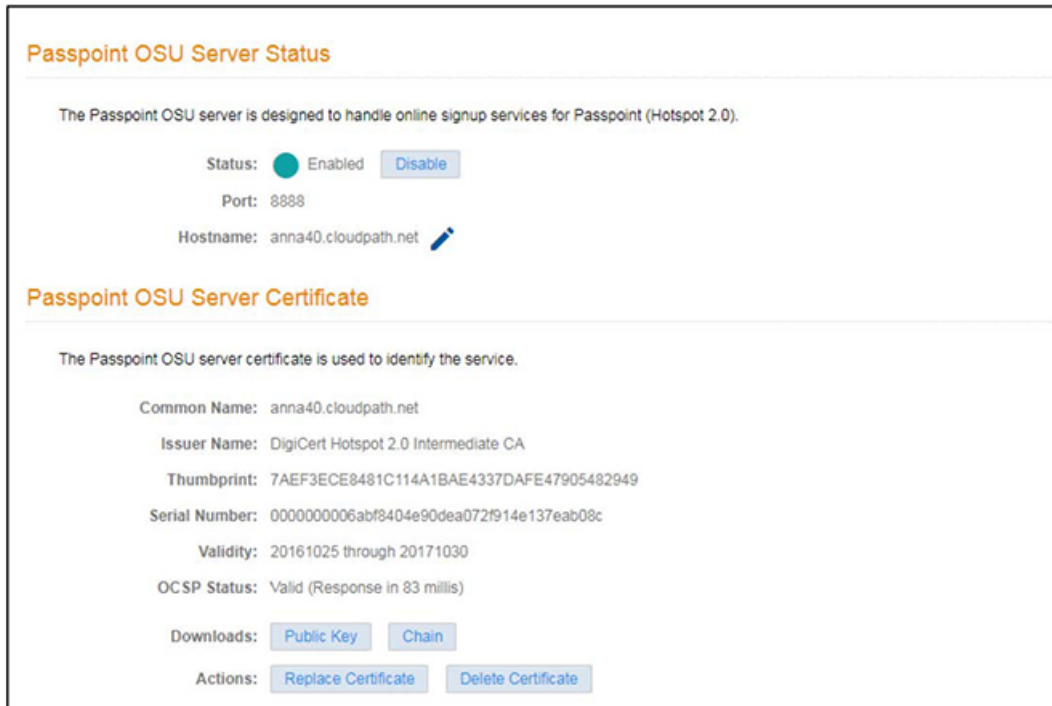 Passpoint OSU Server Status
The Passpoint OSU server is designed to handle online signup services for Passpoint (Hotspot 2.0).
Status: Enabled Disable
Port: 8888
Hostname: anna40.cloudpath.net
Passpoint OSU Server Certificate
The Passpoint OSU server certificate is used to identify the service.
Common Name: anna40.cloudpath.net
Issuer Name: DigiCert Hotspot 2.0 Intermediate CA
Thumbprint: 7AEF3ECE8481C114A1BAE4337DAFE47905482949
Serial Number: 0000000006abf8404e90dea072f914e137eab08c
Validity: 20161025 through 20171030
OCSP Status: Valid (Response in 83 millis)
Downloads: Public Key Chain
Actions: Replace Certificate Delete Certificate